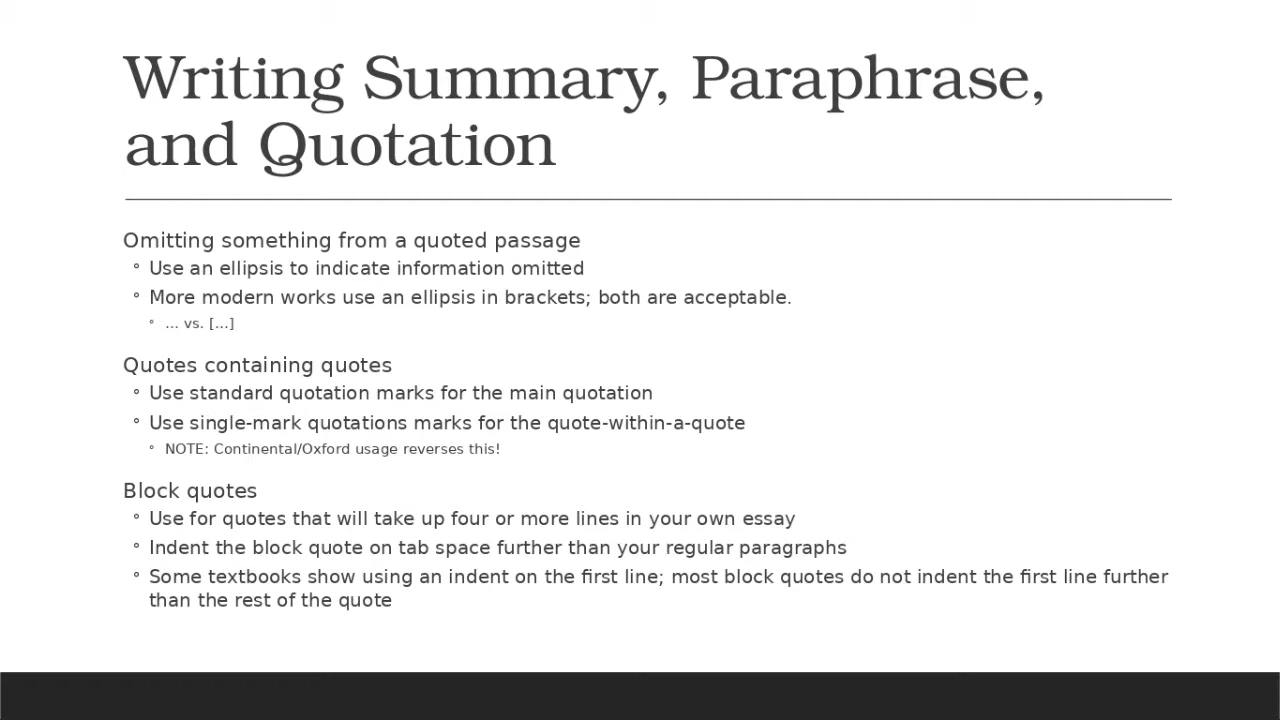 Writing Summary, Paraphrase,
and Quotation
Omitting something from a quoted passage
◦ Use an ellipsis to indicate information omitted
◦ More modern works use an ellipsis in brackets; both are acceptable.
◦ … vs. […]
Quotes containing quotes
◦ Use standard quotation marks for the main quotation
◦ Use single-mark quotations marks for the quote-within-a-quote
◦ NOTE: Continental/Oxford usage reverses this!
Block quotes
◦ Use for quotes that will take up four or more lines in your own essay
◦ Indent the block quote on tab space further than your regular paragraphs
◦ Some textbooks show using an indent on the first line; most block quotes do not indent the first line further
than the rest of the quote